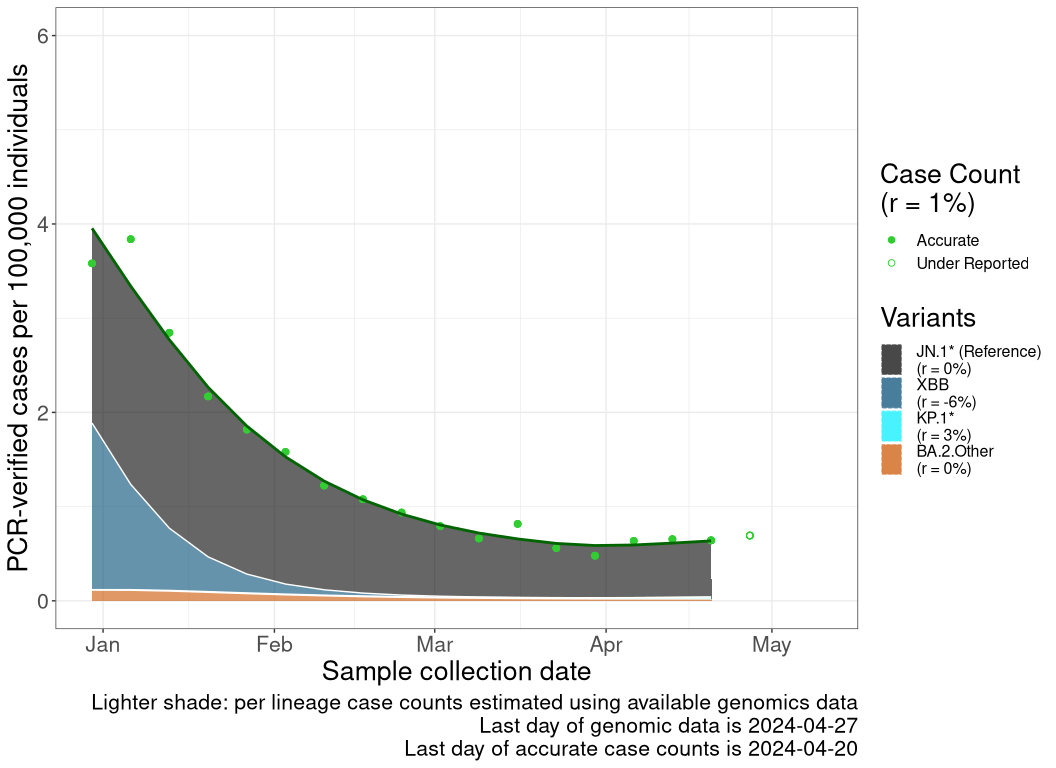 PCR-verified cases per 100,000 individuals
6
4
2
0
Jan
Feb
Mar
Apr
May
Sample collection date
Lighter shade: per lineage case counts estimated using available genomics data
Last day of genomic data is 2024-04-27
Last day of accurate case counts is 2024-04-20
Case Count
(r = 1%)
Accurate
Under Reported
Variants
JN.1* (Reference)
(r = 0%)
XBB
(r = -6%)
KP.1*
(r = 3%)
BA.2.Other
(r = 0%)